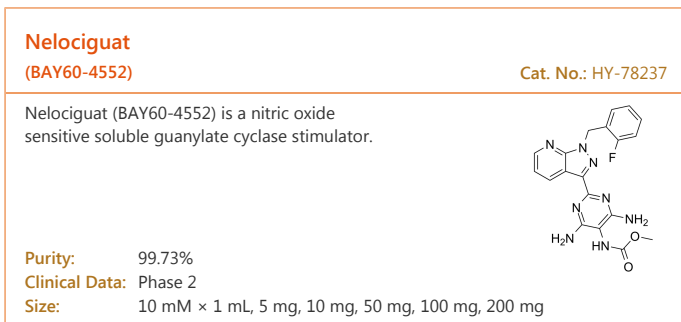 Nelociguat
(BAY60-4552)
Cat. No.: HY-78237
Nelociguat (BAY60-4552) is a nitric oxide
sensitive soluble guanylate cyclase stimulator.
N
N
N
F
N
N
NH₂
H₂N
HN
O
O
Purity: 99.73%
Clinical Data: Phase 2
Size: 10 mM × 1 mL, 5 mg, 10 mg, 50 mg, 100 mg, 200 mg